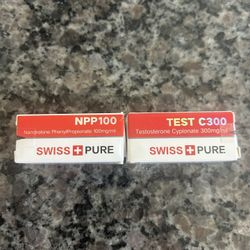 NPP100
Nandrolone PhenylPropionate 100mg/ml
SWISS PURE
TEST C300
Testosterone Cypionate 300mg/ml
SWISS PURE